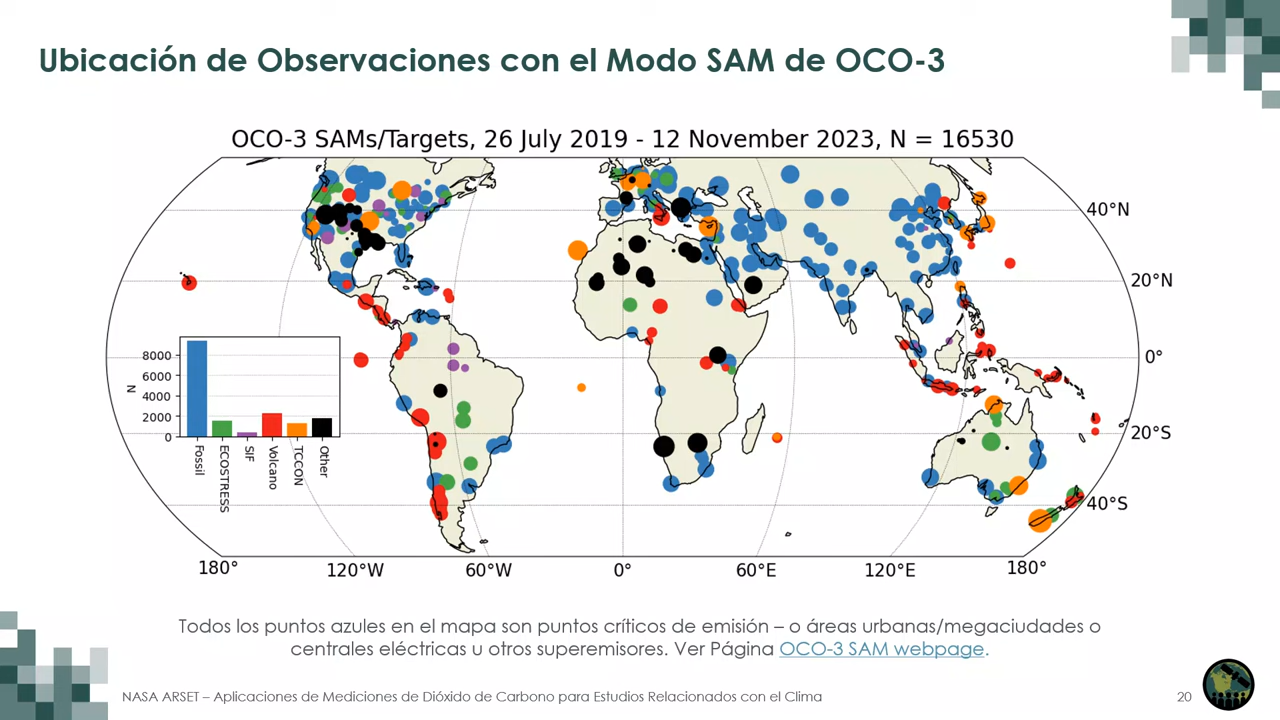 Ubicación de Observaciones con el Modo SAM de OCO-3
OCO-3 SAMs/Targets, 26 July 2019 - 12 November 2023, N = 16530
40°N
20°N
0°
20°S
40°S
8000
6000
4000
2000
0
N
Fossil
ECOSTRESS
SIF
Volcano
TCCON
Other
180°
120°W
60°W
0°
60°E
120°E
180°
Todos los puntos azules en el mapa son puntos críticos de emisión – o áreas urbanas/megaciudades o
centrales eléctricas u otros superemisores. Ver Página OCO-3 SAM webpage.
NASA ARSET – Aplicaciones de Mediciones de Dióxido de Carbono para Estudios Relacionados con el Clima
20